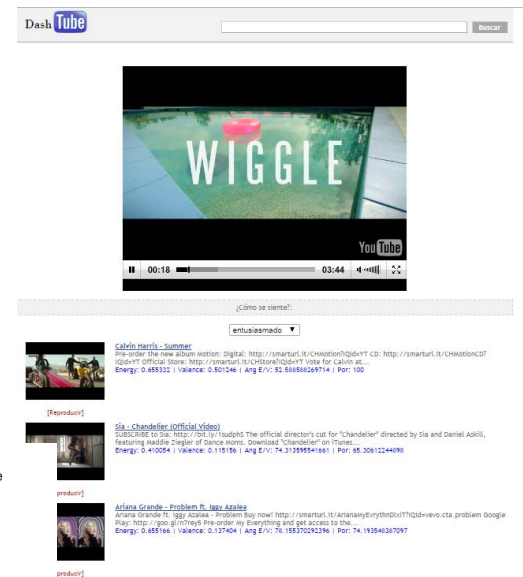 Dash Tube
Buscar
WIGGLE
YouTube
00:18
03:44
¿Cómo se siente?:
entusiasmado
Calvin Harris - Summer
Pre-order the new album Motion: Digital: http://smarturl.it/CHMotion?IQid=YT CD: http://smarturl.it/CHMotionCD?
IQid=YT Official Store: http://smarturl.it/CHStore?IQid=YT Vote for Calvin at...
Energy: 0.655332 | Valence: 0.501246 | Ang E/V: 52.588588269714 | Por: 100
[Reproducir]
Sia - Chandelier (Official Video)
SUBSCRIBE to Sia: http://bit.ly/1sudphS The official director's cut for "Chandelier" directed by Sia and Daniel Askill,
featuring Maddie Ziegler of Dance Moms. Download "Chandelier" on iTunes...
Energy: 0.410054 | Valence: 0.115156 | Ang E/V: 74.313595541661 | Por: 65.30612244898
e
producir]
Ariana Grande - Problem ft. Iggy Azalea
Ariana Grande ft. Iggy Azalea - Problem Buy now! http://smarturl.it/ArianaMyEvrythnDlxIT?IQid=vevo.cta.problem Google
Play: http://goo.gl/n7rey5 Pre-order My Everything and get access to the...
Energy: 0.655166 | Valence: 0.137404 | Ang E/V: 78.155370292396 | Por: 74.193548387097
producir]